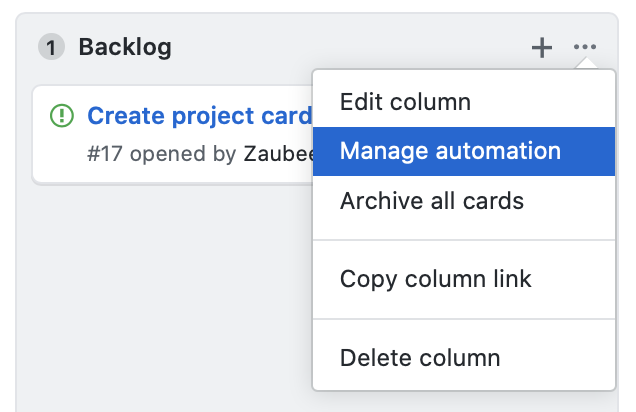 1 Backlog
Create project card
#17 opened by
Edit column
Manage automation
Archive all cards
Copy column link
Delete column